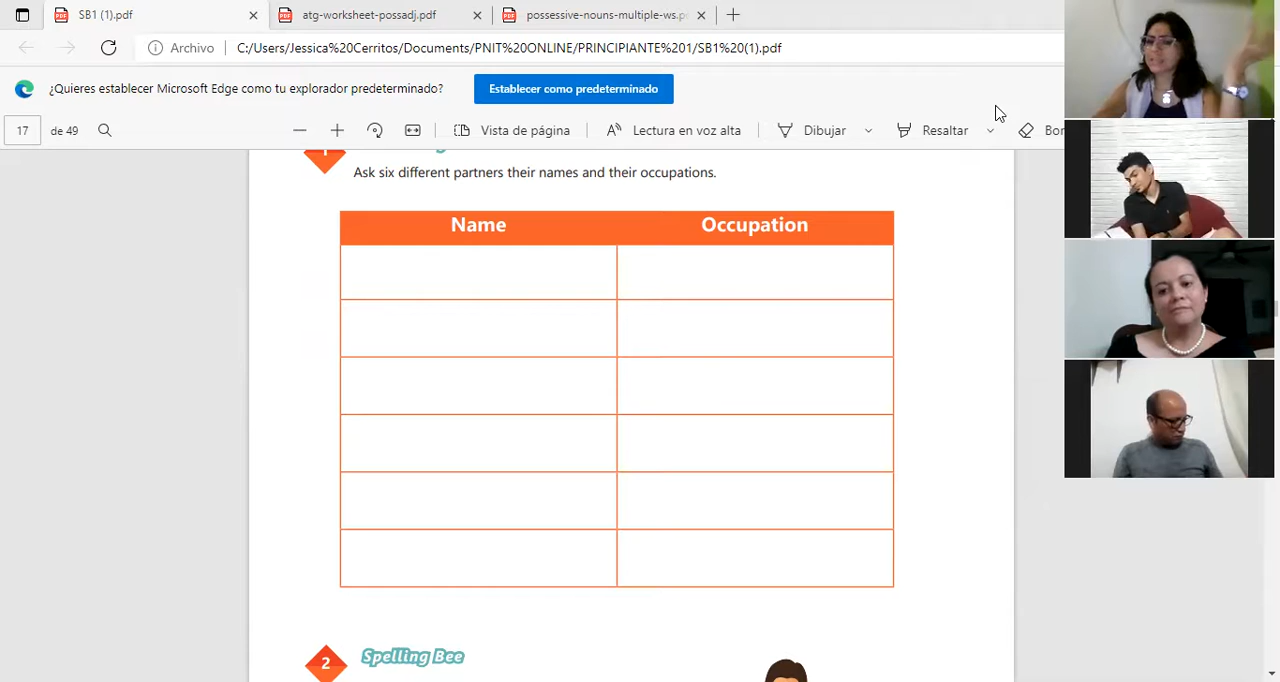 SB1 (1).pdf
atg-worksheet-possadj.pdf
possessive-nouns-multiple-ws.p
Archivo
C:/Users/Jessica%20Cerritos/Documents/PNIT%20ONLINE/PRINCIPIANTE%201/SB1%20(1).pdf
¿Quieres establecer Microsoft Edge como tu explorador predeterminado?
Establecer como predeterminado
17 de 49
Vista de página
Lectura en voz alta
Dibujar
Resaltar
Bor
Ask six different partners their names and their occupations.
Name Occupation
2 Spelling Bee